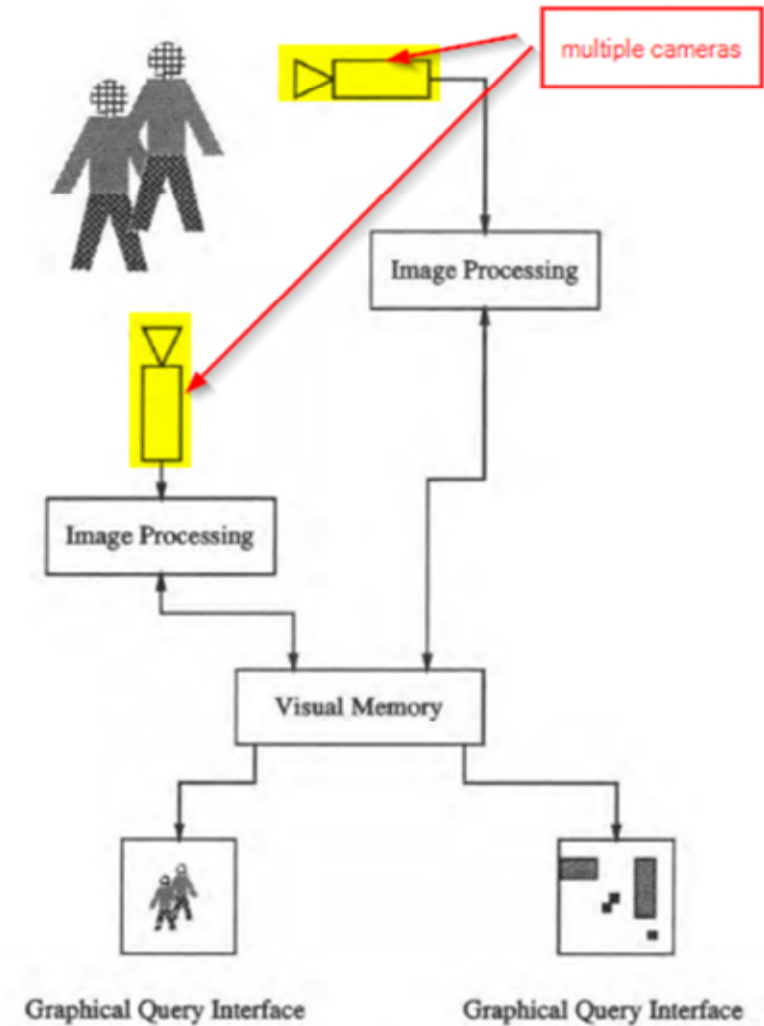 multiple cameras
Image Processing
Image Processing
Visual Memory
Graphical Query Interface
Graphical Query Interface